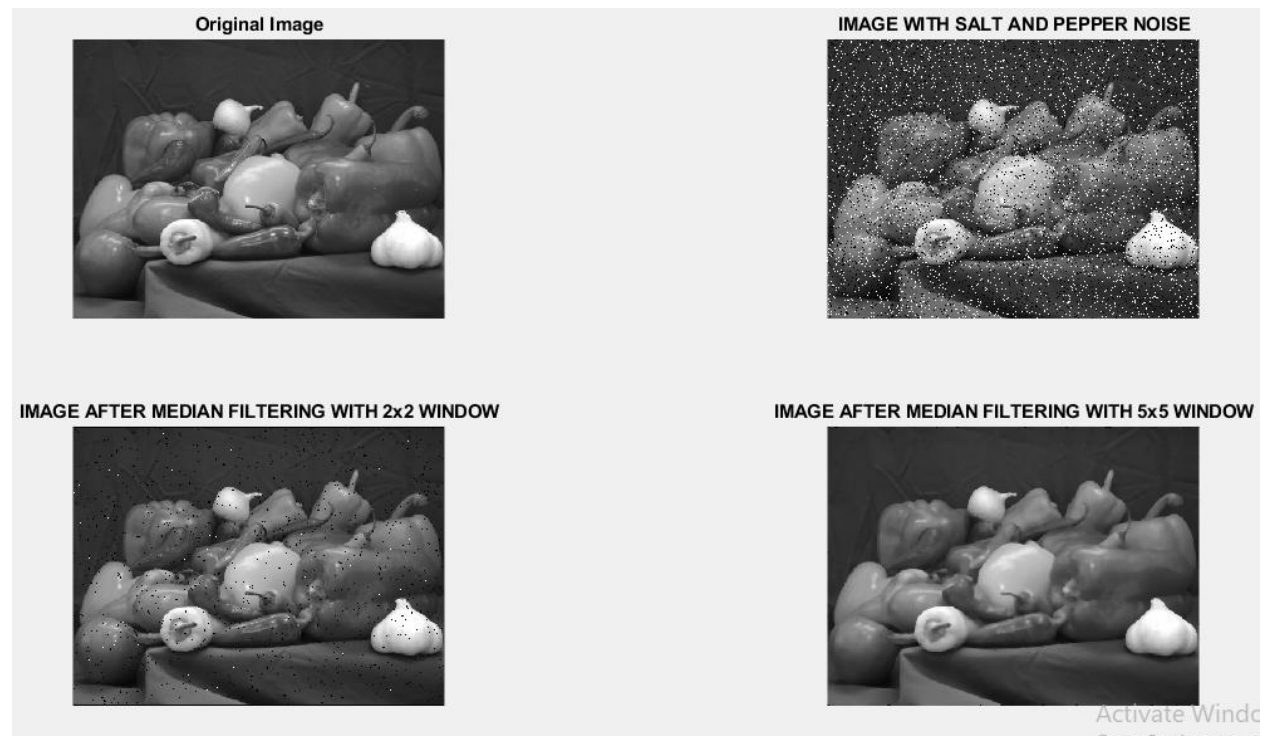 Original Image
IMAGE WITH SALT AND PEPPER NOISE
IMAGE AFTER MEDIAN FILTERING WITH 2x2 WINDOW
IMAGE AFTER MEDIAN FILTERING WITH 5x5 WINDOW
Activate Windo